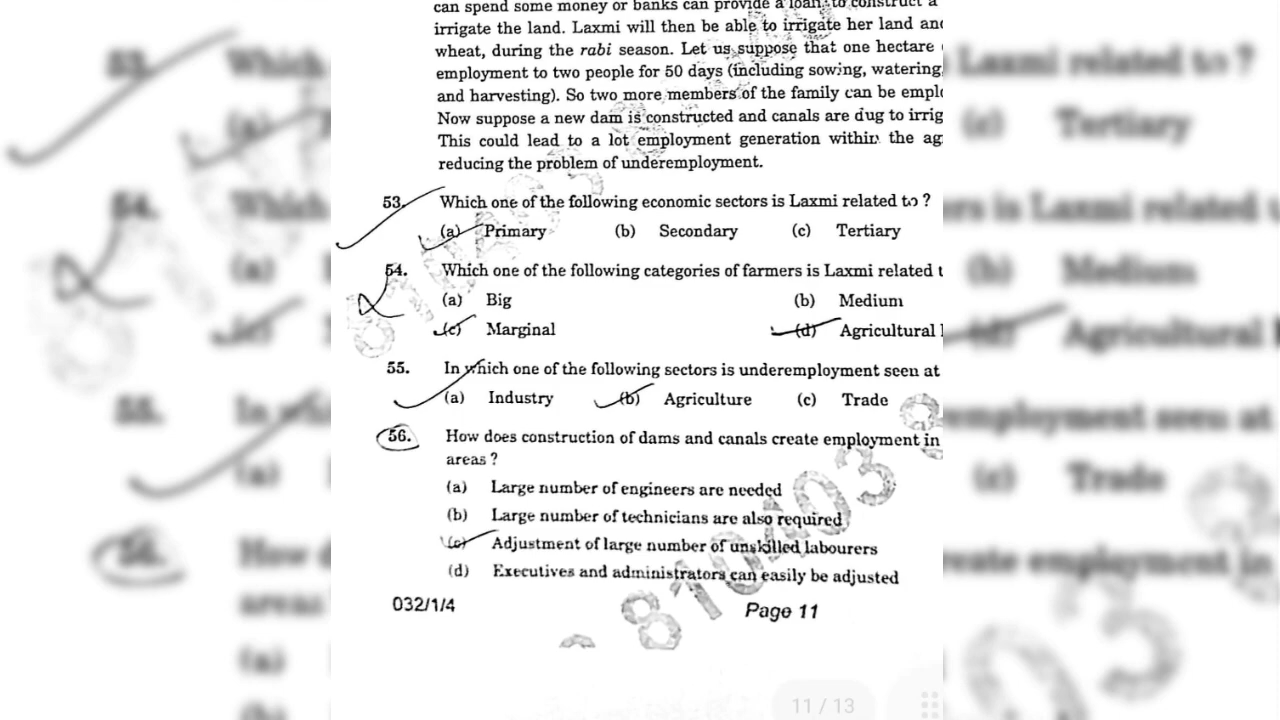 can spend some money or banks can provide a loan to construct a
irrigate the land. Laxmi will then be able to irrigate her land and
wheat, during the rabi season. Let us suppose that one hectare
employment to two people for 50 days (including sowing, watering,
and harvesting). So two more members of the family can be emplo
Now suppose a new dam is constructed and canals are dug to irrig
This could lead to a lot employment generation within the ag
reducing the problem of underemployment.
53. Which one of the following economic sectors is Laxmi related to ?
(a) Primary (b) Secondary (c) Tertiary
54. Which one of the following categories of farmers is Laxmi related t
(a) Big (b) Medium
(c) Marginal (d) Agricultural l
55. In which one of the following sectors is underemployment seen at
(a) Industry (b) Agriculture (c) Trade
56. How does construction of dams and canals create employment in
areas ?
(a) Large number of engineers are needed
(b) Large number of technicians are also required
(c) Adjustment of large number of unskilled labourers
(d) Executives and administrators can easily be adjusted
032/1/4 Page 11
11 / 13